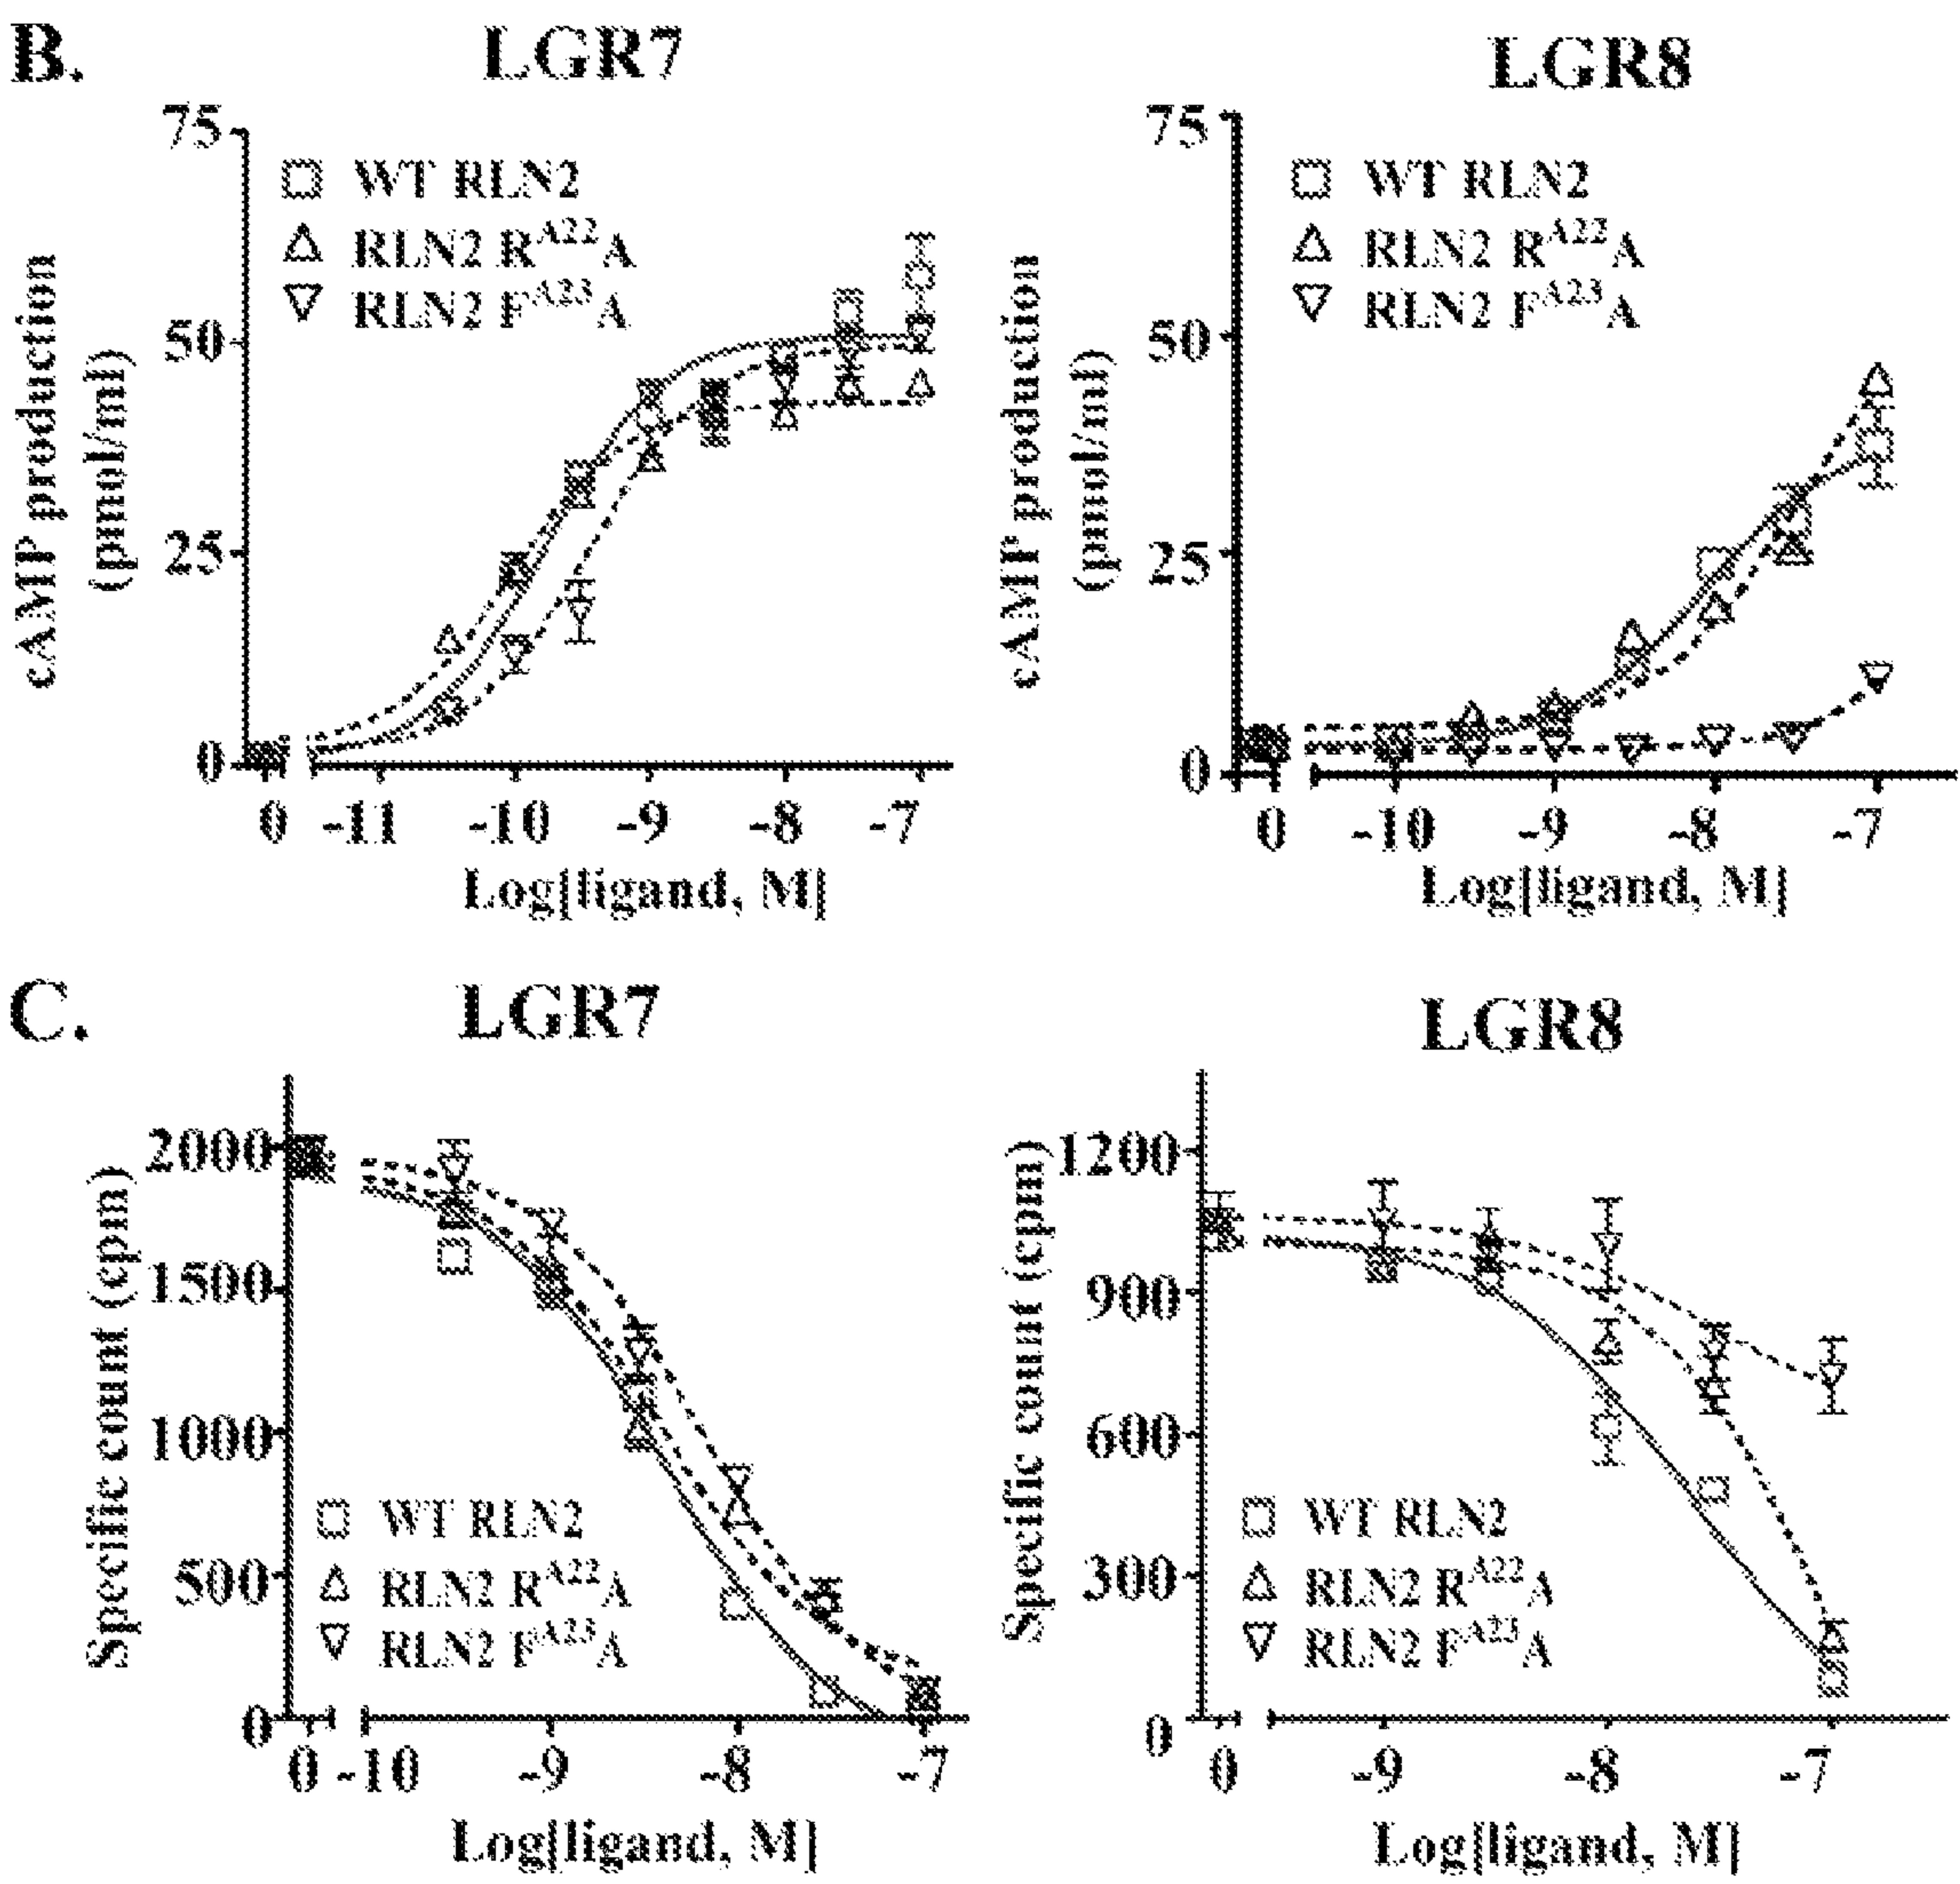 B.
LGR7
75
50
25
0
cAMP production
(pmol/ml)
WT RLN2
RLN2 R^A22A
RLN2 F^A23A
0 -11 -10 -9 -8 -7
Log[ligand, M]
LGR8
75
50
25
0
cAMP production
(pmol/ml)
WT RLN2
RLN2 R^A22A
RLN2 F^A23A
0 -10 -9 -8 -7
Log[ligand, M]
C.
LGR7
2000
1500
1000
500
0
Specific count (cpm)
WT RLN2
RLN2 R^A22A
RLN2 F^A23A
0 -10 -9 -8 -7
Log[ligand, M]
LGR8
1200
900
600
300
0
Specific count (cpm)
WT RLN2
RLN2 R^A22A
RLN2 F^A23A
0 -9 -8 -7
Log[ligand, M]